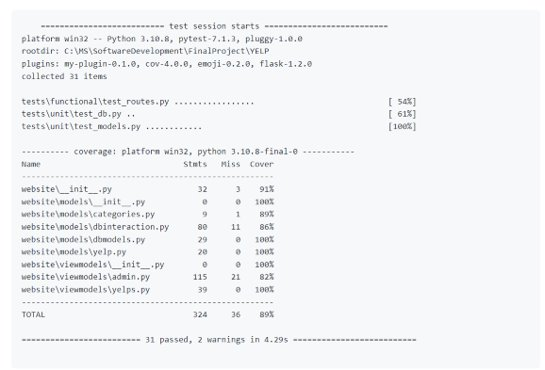 ========================== test session starts ==========================
platform win32 -- Python 3.10.8, pytest-7.1.3, pluggy-1.0.0
rootdir: C:\MS\SoftwareDevelopment\FinalProject\YELP
plugins: my-plugin-0.1.0, cov-4.0.0, emoji-0.2.0, flask-1.2.0
collected 31 items
tests\functional\test_routes.py ................. [ 54%]
tests\unit\test_db.py .. [ 61%]
tests\unit\test_models.py ............ [100%]
---------- coverage: platform win32, python 3.10.8-final-0 -----------
Name Stmts Miss Cover
-----------------------------------------------------
website\__init__.py 32 3 91%
website\models\__init__.py 0 0 100%
website\models\categories.py 9 1 89%
website\models\dbinteraction.py 80 11 86%
website\models\dbmodels.py 29 0 100%
website\models\yelp.py 20 0 100%
website\viewmodels\__init__.py 0 0 100%
website\viewmodels\admin.py 115 21 82%
website\viewmodels\yelps.py 39 0 100%
-----------------------------------------------------
TOTAL 324 36 89%
========================= 31 passed, 2 warnings in 4.29s ==========================